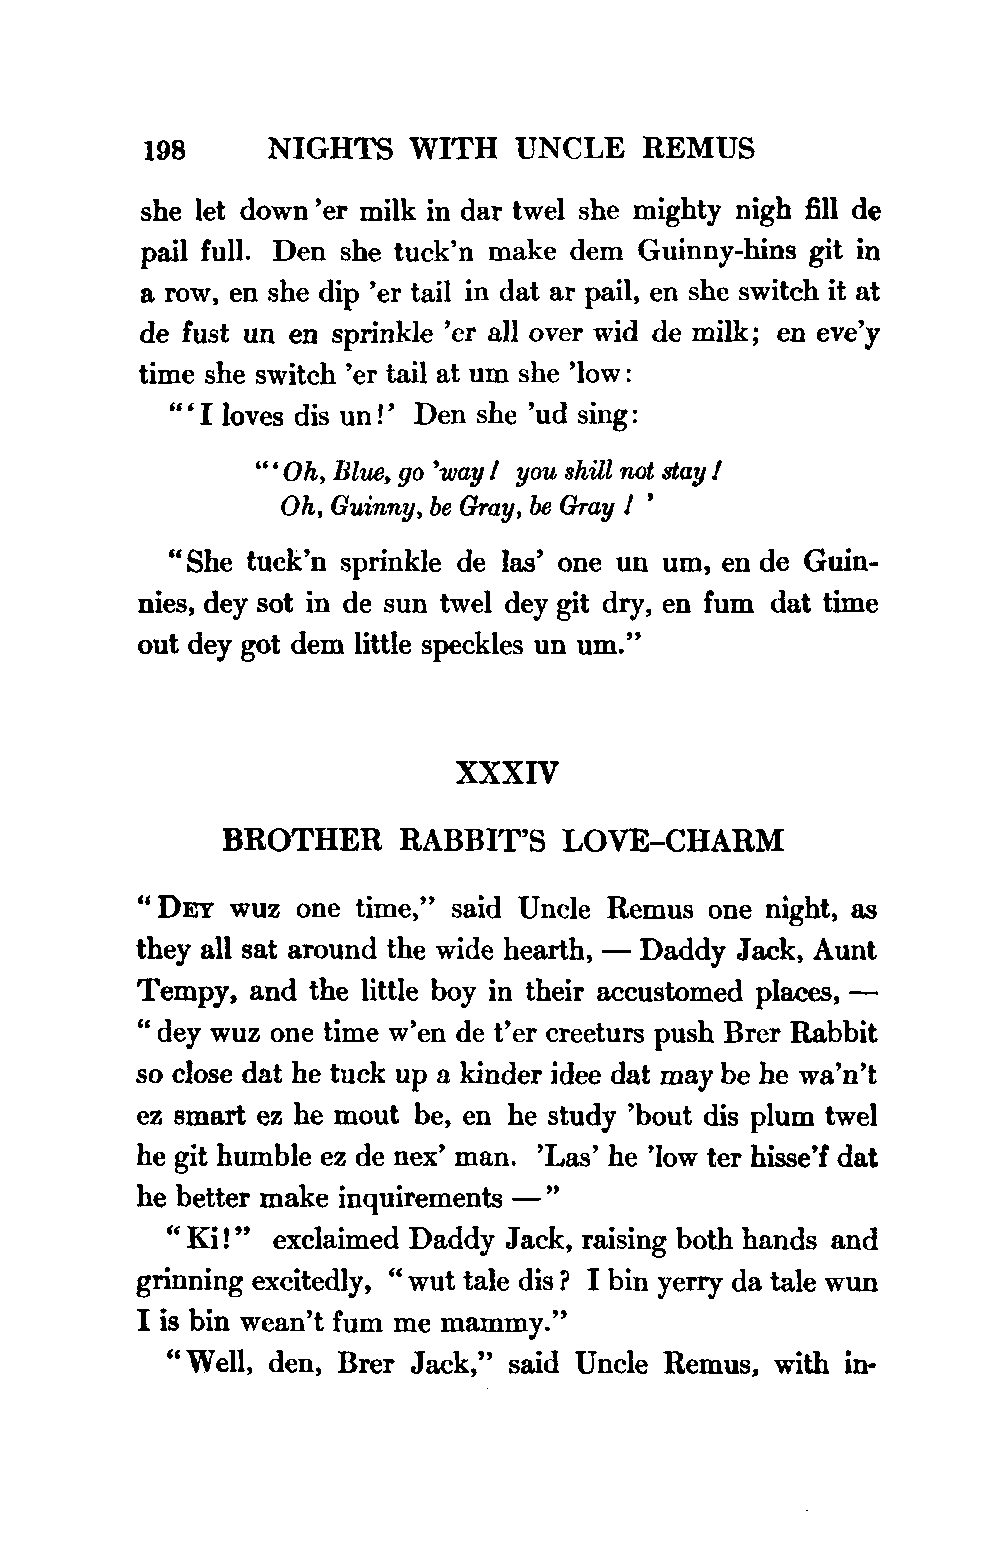 198 NIGHTS WITH UNCLE REMUS
she let down 'er milk in dar twel she mighty nigh fill de
pail full. Den she tuck'n make dem Guinny-hins git in
a row, en she dip 'er tail in dat ar pail, en she switch it at
de fust un en sprinkle 'er all over wid de milk; en eve'y
time she switch 'er tail at um she 'low:
"'I loves dis un!' Den she 'ud sing:
"'Oh, Blue, go 'way! you shill not stay!
Oh, Guinny, be Gray, be Gray!'
"She tuck'n sprinkle de las' one un um, en de Guin-
nies, dey sot in de sun twel dey git dry, en fum dat time
out dey got dem little speckles un um."
XXXIV
BROTHER RABBIT'S LOVE-CHARM
"DEY wuz one time," said Uncle Remus one night, as
they all sat around the wide hearth, — Daddy Jack, Aunt
Tempy, and the little boy in their accustomed places, —
"dey wuz one time w'en de t'er creeturs push Brer Rabbit
so close dat he tuck up a kinder idee dat may be he wa'n't
ez smart ez he mout be, en he study 'bout dis plum twel
he git humble ez de nex' man. 'Las' he 'low ter hisse'f dat
he better make inquirements —"
"Ki!" exclaimed Daddy Jack, raising both hands and
grinning excitedly, "wut tale dis? I bin yerry da tale wun
I is bin wean't fum me mammy."
"Well, den, Brer Jack," said Uncle Remus, with in-